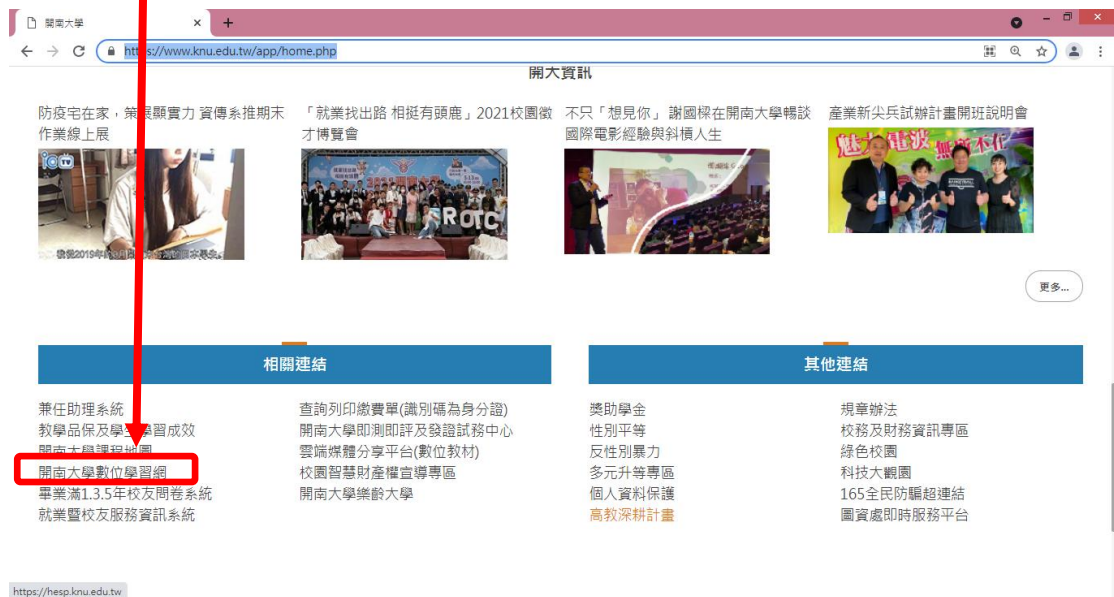 開南大學
https://www.knu.edu.tw/app/home.php
開大資訊
防疫宅在家，策展顯實力 資傳系推期末
作業線上展
「就業找出路 相挺有頭鹿」2021校園徵
才博覽會
不只「想見你」 謝國樑在開南大學暢談
國際電影經驗與斜槓人生
產業新尖兵試辦計畫開班說明會
iC TV
ROTC
魅力電波 無所不在
更多...
相關連結
兼任助理系統
教學品保及學生學習成效
開南大學課程地圖
開南大學數位學習網
畢業滿1.3.5年校友問卷系統
就業暨校友服務資訊系統
查詢列印繳費單(識別碼為身分證)
開南大學即測即評及發證試務中心
雲端媒體分享平台(數位教材)
校園智慧財產權宣導專區
開南大學樂齡大學
其他連結
獎助學金
性別平等
反性別暴力
多元升等專區
個人資料保護
高教深耕計畫
規章辦法
校務及財務資訊專區
綠色校園
科技大觀園
165全民防騙超連結
圖資處即時服務平台
https://hesp.knu.edu.tw